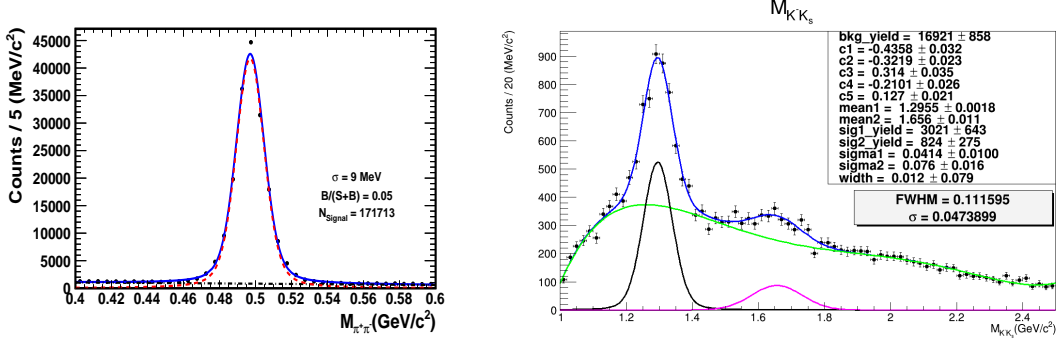 45000
40000
35000
30000
25000
20000
15000
10000
5000
0
Counts / 5 (MeV/c²)
σ = 9 MeV
B/(S+B) = 0.05
N_Signal = 171713
0.4 0.42 0.44 0.46 0.48 0.5 0.52 0.54 0.56 0.58 0.6
M_π⁺π⁻(GeV/c²)
M_K⁻K_s
Counts / 20 (MeV/c²)
900
800
700
600
500
400
300
200
100
0
bkg_yield = 16921 ± 858
c1 = -0.4358 ± 0.032
c2 = -0.3219 ± 0.023
c3 = 0.314 ± 0.035
c4 = -0.2101 ± 0.026
c5 = 0.127 ± 0.021
mean1 = 1.2955 ± 0.0018
mean2 = 1.656 ± 0.011
sig1_yield = 3021 ± 643
sig2_yield = 824 ± 275
sigma1 = 0.0414 ± 0.0100
sigma2 = 0.076 ± 0.016
width = 0.012 ± 0.079
FWHM = 0.111595
σ = 0.0473899
1 1.2 1.4 1.6 1.8 2 2.2 2.4
M_K⁻K_s(GeV/c²)